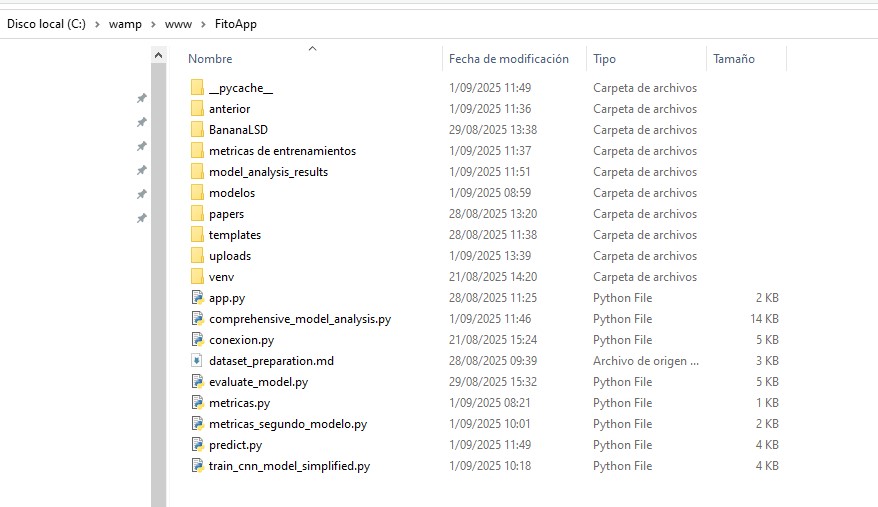 Disco local (C:) > wamp > www > FitoApp
Nombre Fecha de modificación Tipo Tamaño
__pycache__ 1/09/2025 11:49 Carpeta de archivos
anterior 1/09/2025 11:36 Carpeta de archivos
BananaLSD 29/08/2025 13:38 Carpeta de archivos
metricas de entrenamientos 1/09/2025 11:37 Carpeta de archivos
model_analysis_results 1/09/2025 11:51 Carpeta de archivos
modelos 1/09/2025 08:59 Carpeta de archivos
papers 28/08/2025 13:20 Carpeta de archivos
templates 28/08/2025 11:38 Carpeta de archivos
uploads 1/09/2025 13:39 Carpeta de archivos
venv 21/08/2025 14:20 Carpeta de archivos
app.py 28/08/2025 11:25 Python File 2 KB
comprehensive_model_analysis.py 1/09/2025 11:46 Python File 14 KB
conexion.py 21/08/2025 15:24 Python File 5 KB
dataset_preparation.md 28/08/2025 09:39 Archivo de origen ... 3 KB
evaluate_model.py 29/08/2025 15:32 Python File 5 KB
metricas.py 1/09/2025 08:21 Python File 1 KB
metricas_segundo_modelo.py 1/09/2025 10:01 Python File 2 KB
predict.py 1/09/2025 11:49 Python File 4 KB
train_cnn_model_simplified.py 1/09/2025 10:18 Python File 4 KB